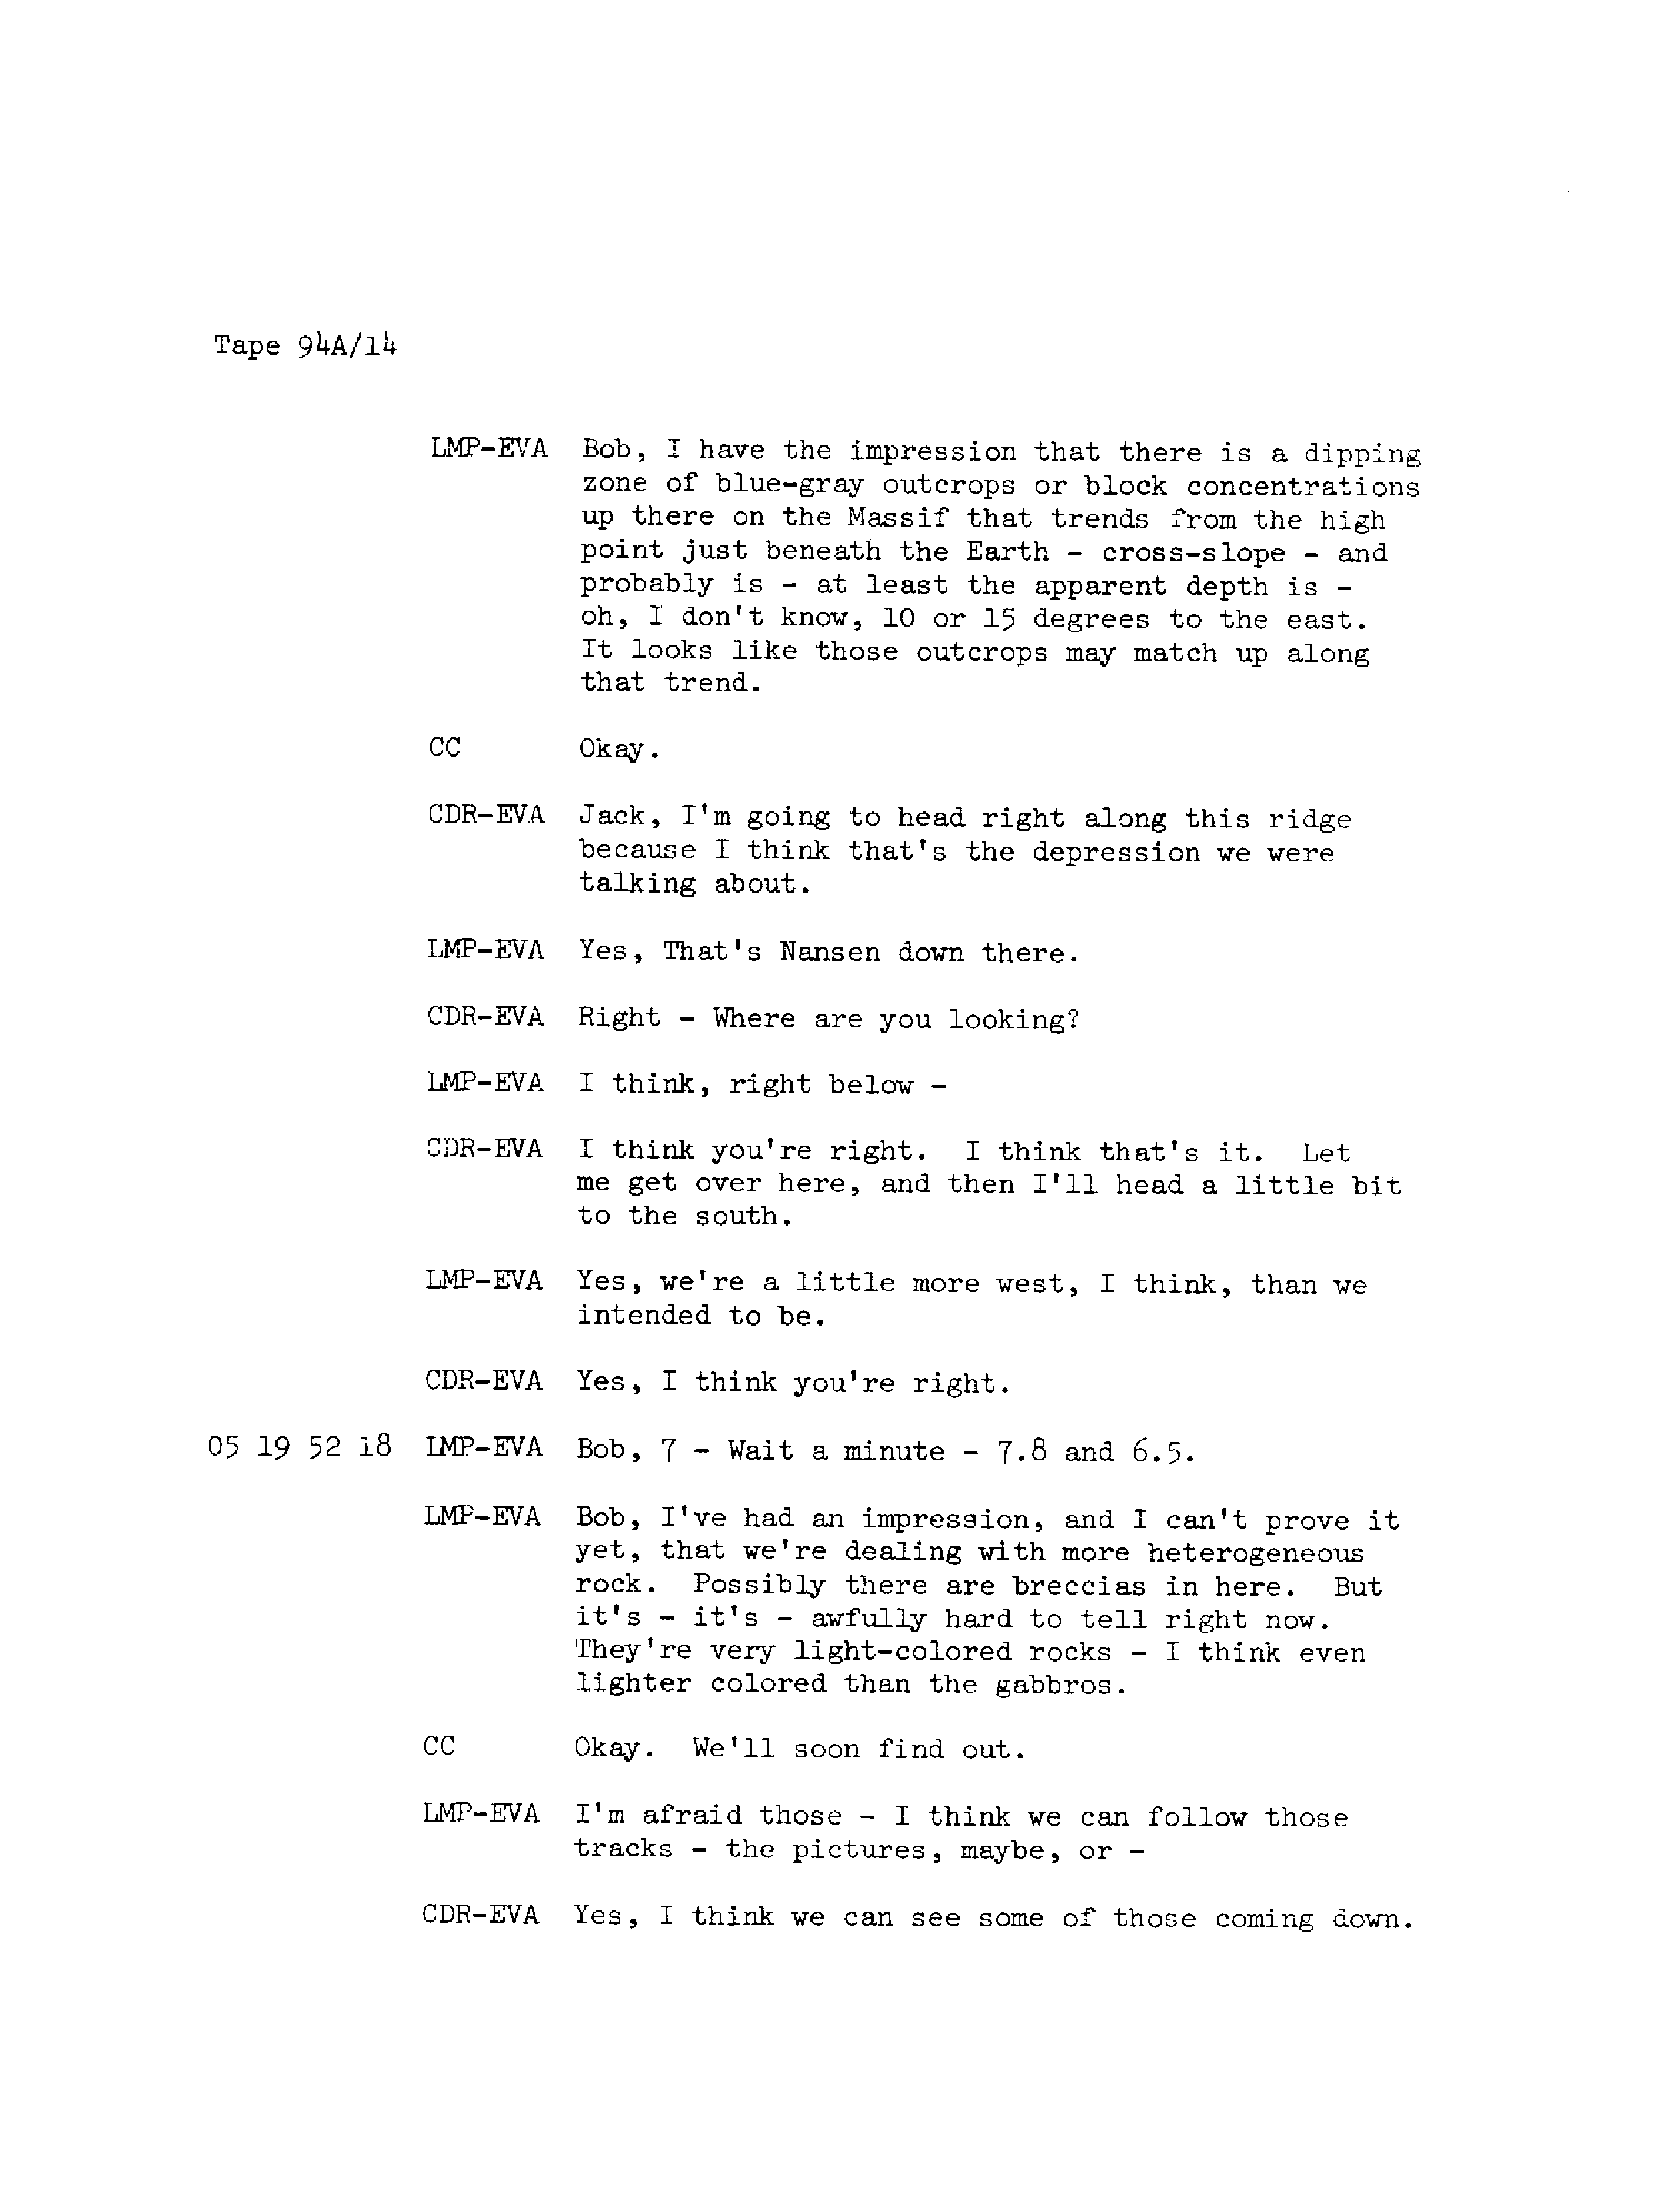 Tape 94A/14
LMP-EVA Bob, I have the impression that there is a dipping
zone of blue-gray outcrops or block concentrations
up there on the Massif that trends from the high
point just beneath the Earth - cross-slope - and
probably is - at least the apparent depth is -
oh, I don't know, 10 or 15 degrees to the east.
It looks like those outcrops may match up along
that trend.
CC Okay.
CDR-EVA Jack, I'm going to head right along this ridge
because I think that's the depression we were
talking about.
LMP-EVA Yes, That's Nansen down there.
CDR-EVA Right - Where are you looking?
LMP-EVA I think, right below -
CDR-EVA I think you're right. I think that's it. Let
me get over here, and then I'll head a little bit
to the south.
LMP-EVA Yes, we're a little more west, I think, than we
intended to be.
CDR-EVA Yes, I think you're right.
05 19 52 18 LMP-EVA Bob, 7 - Wait a minute - 7.8 and 6.5.
LMP-EVA Bob, I've had an impression, and I can't prove it
yet, that we're dealing with more heterogeneous
rock. Possibly there are breccias in here. But
it's - it's - awfully hard to tell right now.
They're very light-colored rocks - I think even
lighter colored than the gabbros.
CC Okay. We'll soon find out.
LMP-EVA I'm afraid those - I think we can follow those
tracks - the pictures, maybe, or -
CDR-EVA Yes, I think we can see some of those coming down.